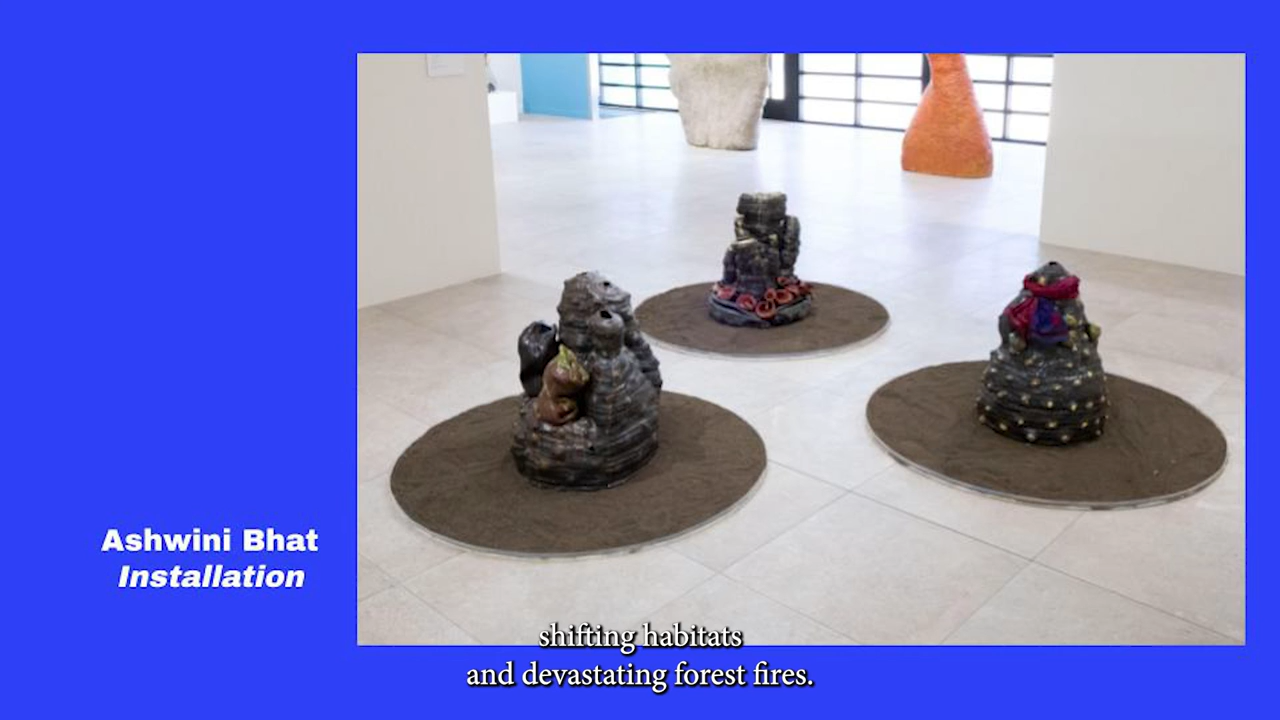 Ashwini Bhat
Installation
shifting habitats
and devastating forest fires.